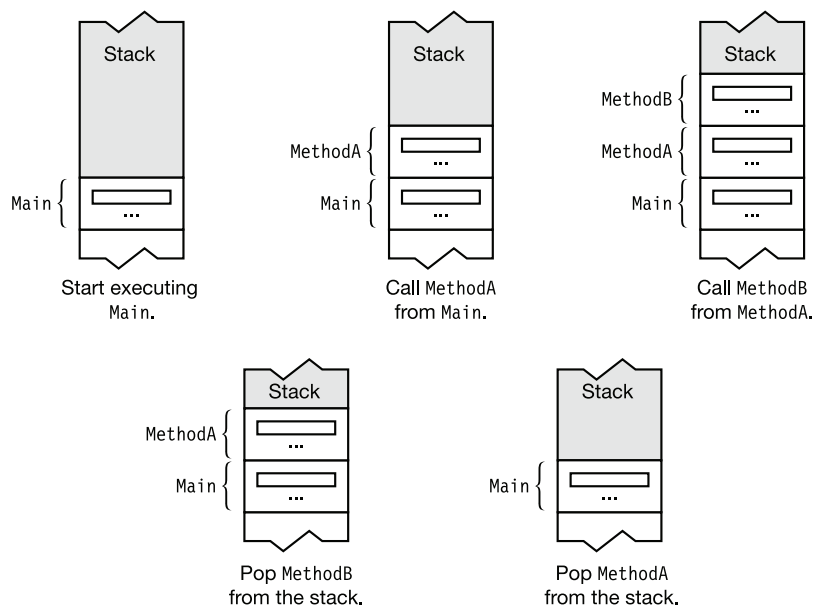 Stack
Main
...
Start executing
Main.
Stack
MethodA
...
Main
...
Call MethodA
from Main.
Stack
MethodB
...
MethodA
...
Main
...
Call MethodB
from MethodA.
Stack
MethodA
...
Main
...
Pop MethodB
from the stack.
Stack
Main
...
Pop MethodA
from the stack.